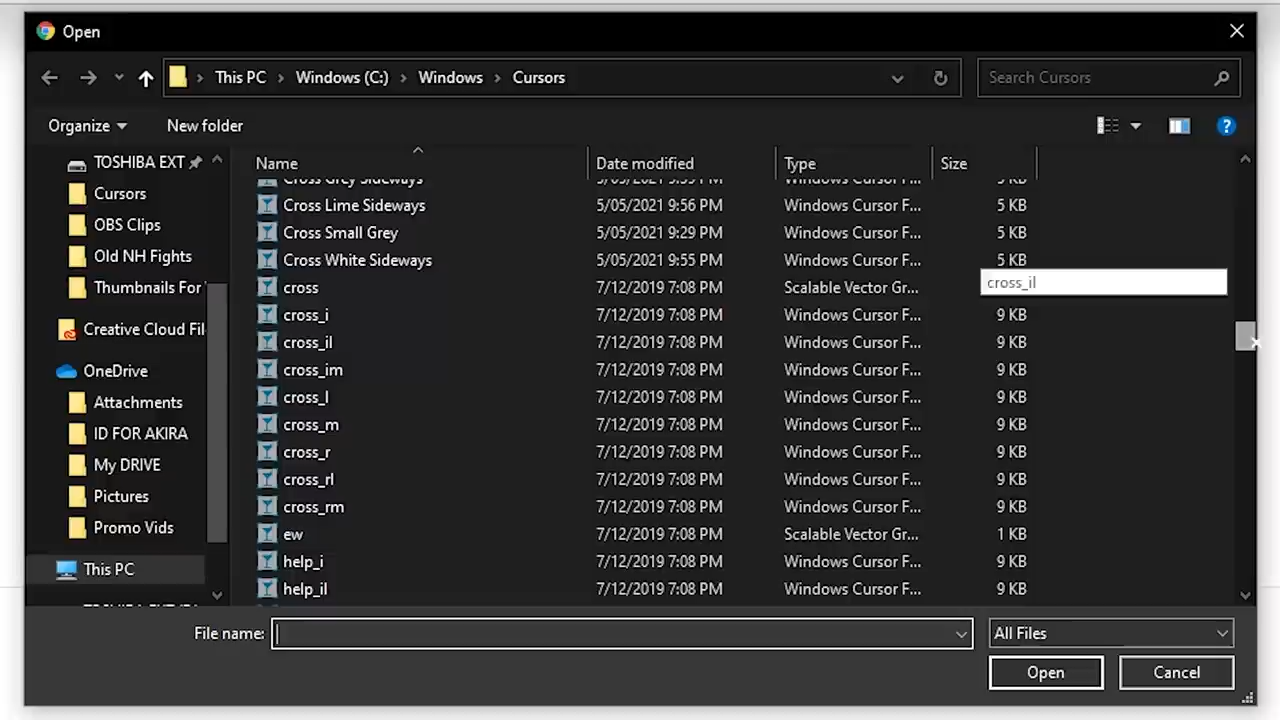 Open
This PC > Windows (C:) > Windows > Cursors
Search Cursors
Organize
New folder
?
Name
Date modified
Type
Size
TOSHIBA EXT
Cursors
OBS Clips
Old NH Fights
Thumbnails For
Creative Cloud Fil
OneDrive
Attachments
ID FOR AKIRA
My DRIVE
Pictures
Promo Vids
This PC
Cross Grey Sideways
Cross Lime Sideways 5/05/2021 9:56 PM Windows Cursor F... 5 KB
Cross Small Grey 5/05/2021 9:29 PM Windows Cursor F... 5 KB
Cross White Sideways 5/05/2021 9:55 PM Windows Cursor F... 5 KB
cross 7/12/2019 7:08 PM Scalable Vector Gr...
cross_il
cross_i 7/12/2019 7:08 PM Windows Cursor F... 9 KB
cross_il 7/12/2019 7:08 PM Windows Cursor F... 9 KB
cross_im 7/12/2019 7:08 PM Windows Cursor F... 9 KB
cross_l 7/12/2019 7:08 PM Windows Cursor F... 9 KB
cross_m 7/12/2019 7:08 PM Windows Cursor F... 9 KB
cross_r 7/12/2019 7:08 PM Windows Cursor F... 9 KB
cross_rl 7/12/2019 7:08 PM Windows Cursor F... 9 KB
cross_rm 7/12/2019 7:08 PM Windows Cursor F... 9 KB
ew 7/12/2019 7:08 PM Scalable Vector Gr... 1 KB
help_i 7/12/2019 7:08 PM Windows Cursor F... 9 KB
help_il 7/12/2019 7:08 PM Windows Cursor F... 9 KB
File name:
All Files
Open
Cancel